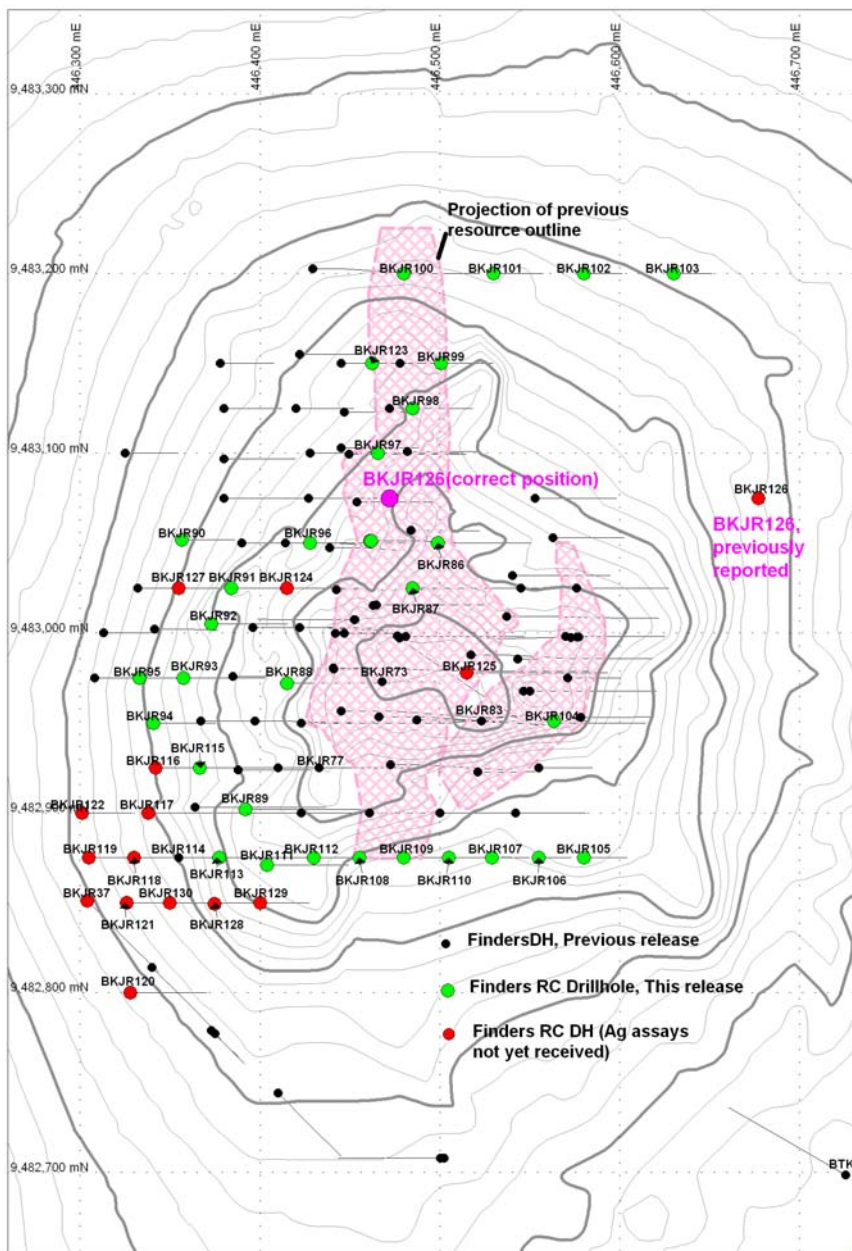 446,300 mE
446,400 mE
446,500 mE
446,600 mE
446,700 mE
9,483,300 mN
Projection of previous
resource outline
9,483,200 mN
BKJR100
BKJR101
BKJR102
BKJR103
BKJR123
BKJR99
BKJR98
9,483,100 mN
BKJR97
BKJR126(correct position)
BKJR126
BKJR126,
previously
reported
BKJR90
BKJR96
BKJR86
BKJR127
BKJR91
BKJR124
BKJR87
BKJR92
9,483,000 mN
BKJR95
BKJR93
BKJR88
BKJR73
BKJR125
BKJR94
BKJR83
BKJR104
BKJR115
BKJR116
BKJR77
9,482,900 mN
BKJR122
BKJR117
BKJR89
BKJR119
BKJR114
BKJR111
BKJR112
BKJR109
BKJR107
BKJR105
BKJR118
BKJR113
BKJR108
BKJR110
BKJR106
BKJR37
BKJR130
BKJR129
BKJR121
BKJR128
FindersDH, Previous release
BKJR120
9,482,800 mN
Finders RC Drillhole, This release
Finders RC DH (Ag assays
not yet received)
9,482,700 mN
BTK